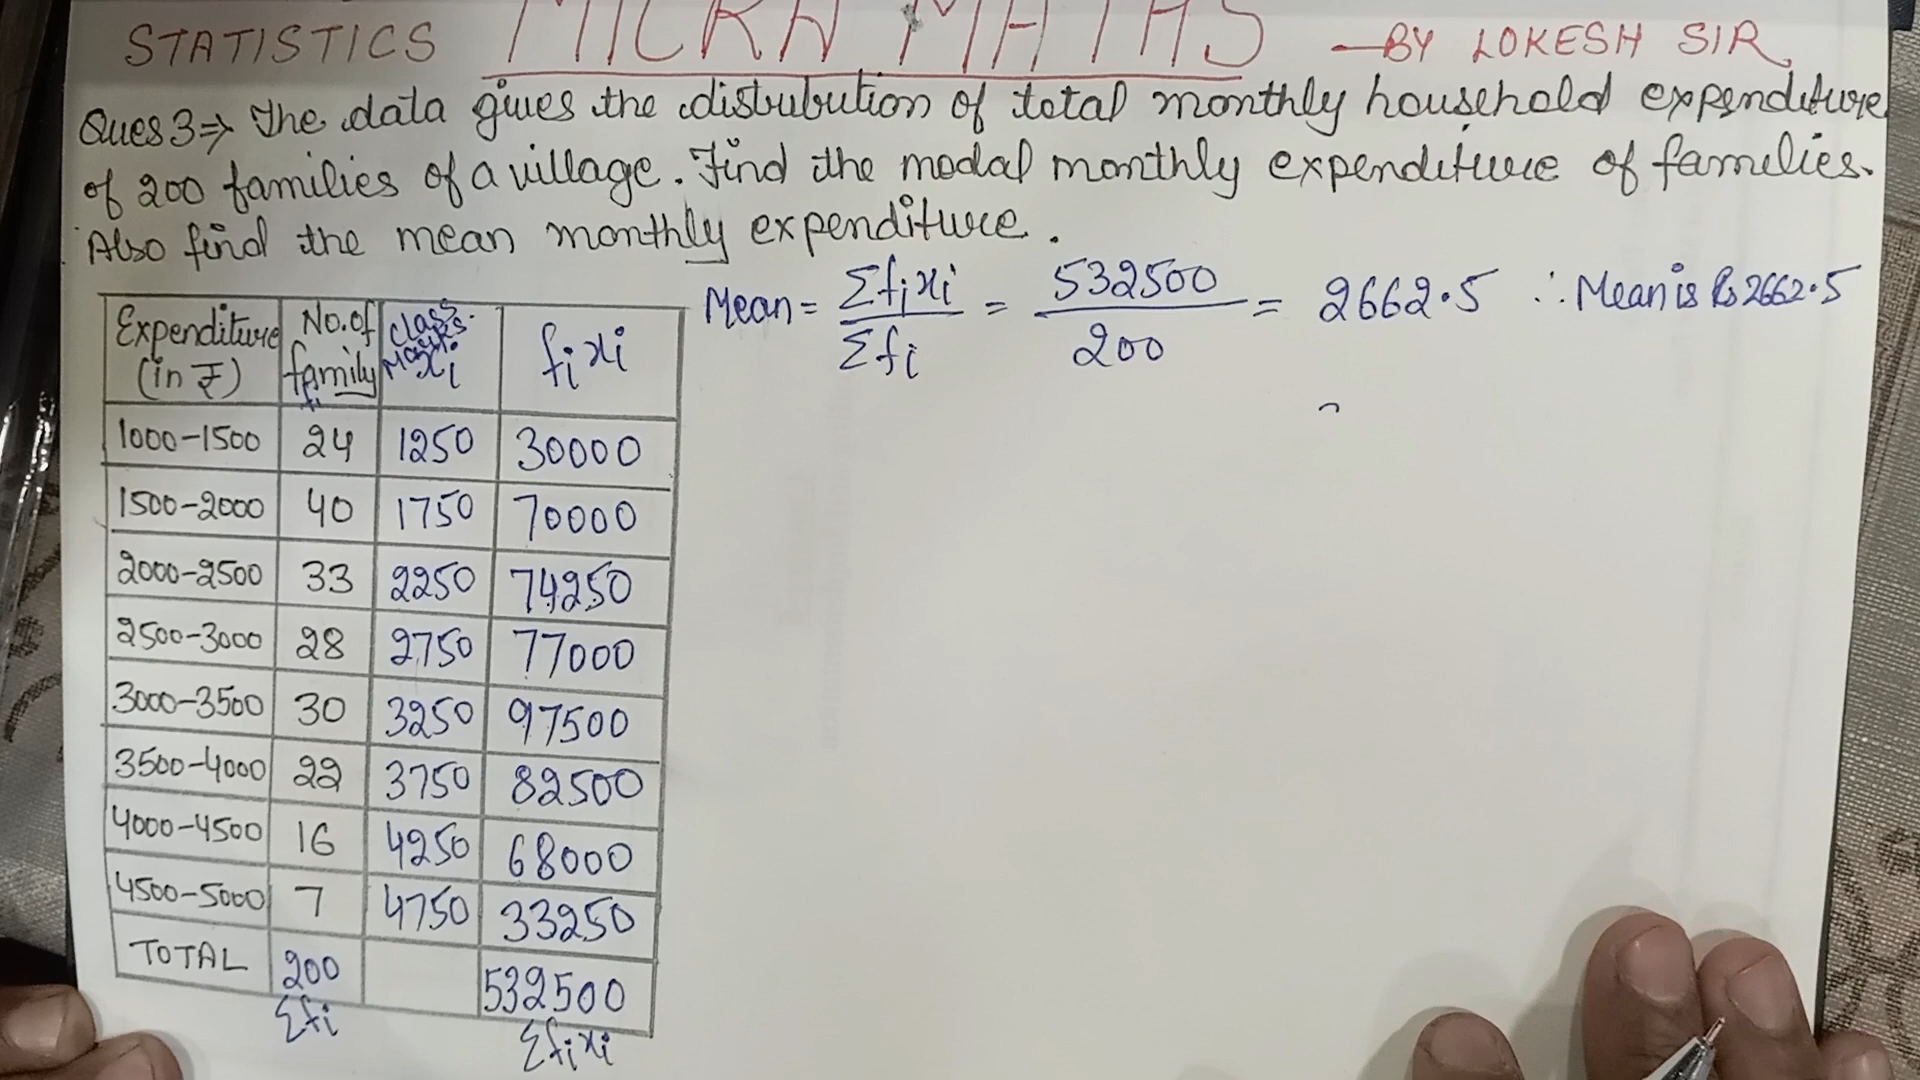 STATISTICS MICRA MATHS -BY LOKESH SIR
Ques 3⇒ The data gives the distribution of total monthly household expenditure
of 200 families of a village. Find the modal monthly expenditure of families.
Also find the mean monthly expenditure.
Mean = Σfixi / Σfi = 532500 / 200 = 2662.5 ∴ Mean is Rs 2662.5
Expenditure (in ₹) No. of family fi Class Marks xi fixi
1000-1500 24 1250 30000
1500-2000 40 1750 70000
2000-2500 33 2250 74250
2500-3000 28 2750 77000
3000-3500 30 3250 97500
3500-4000 22 3750 82500
4000-4500 16 4250 68000
4500-5000 7 4750 33250
TOTAL 200 532500
Σfi Σfixi